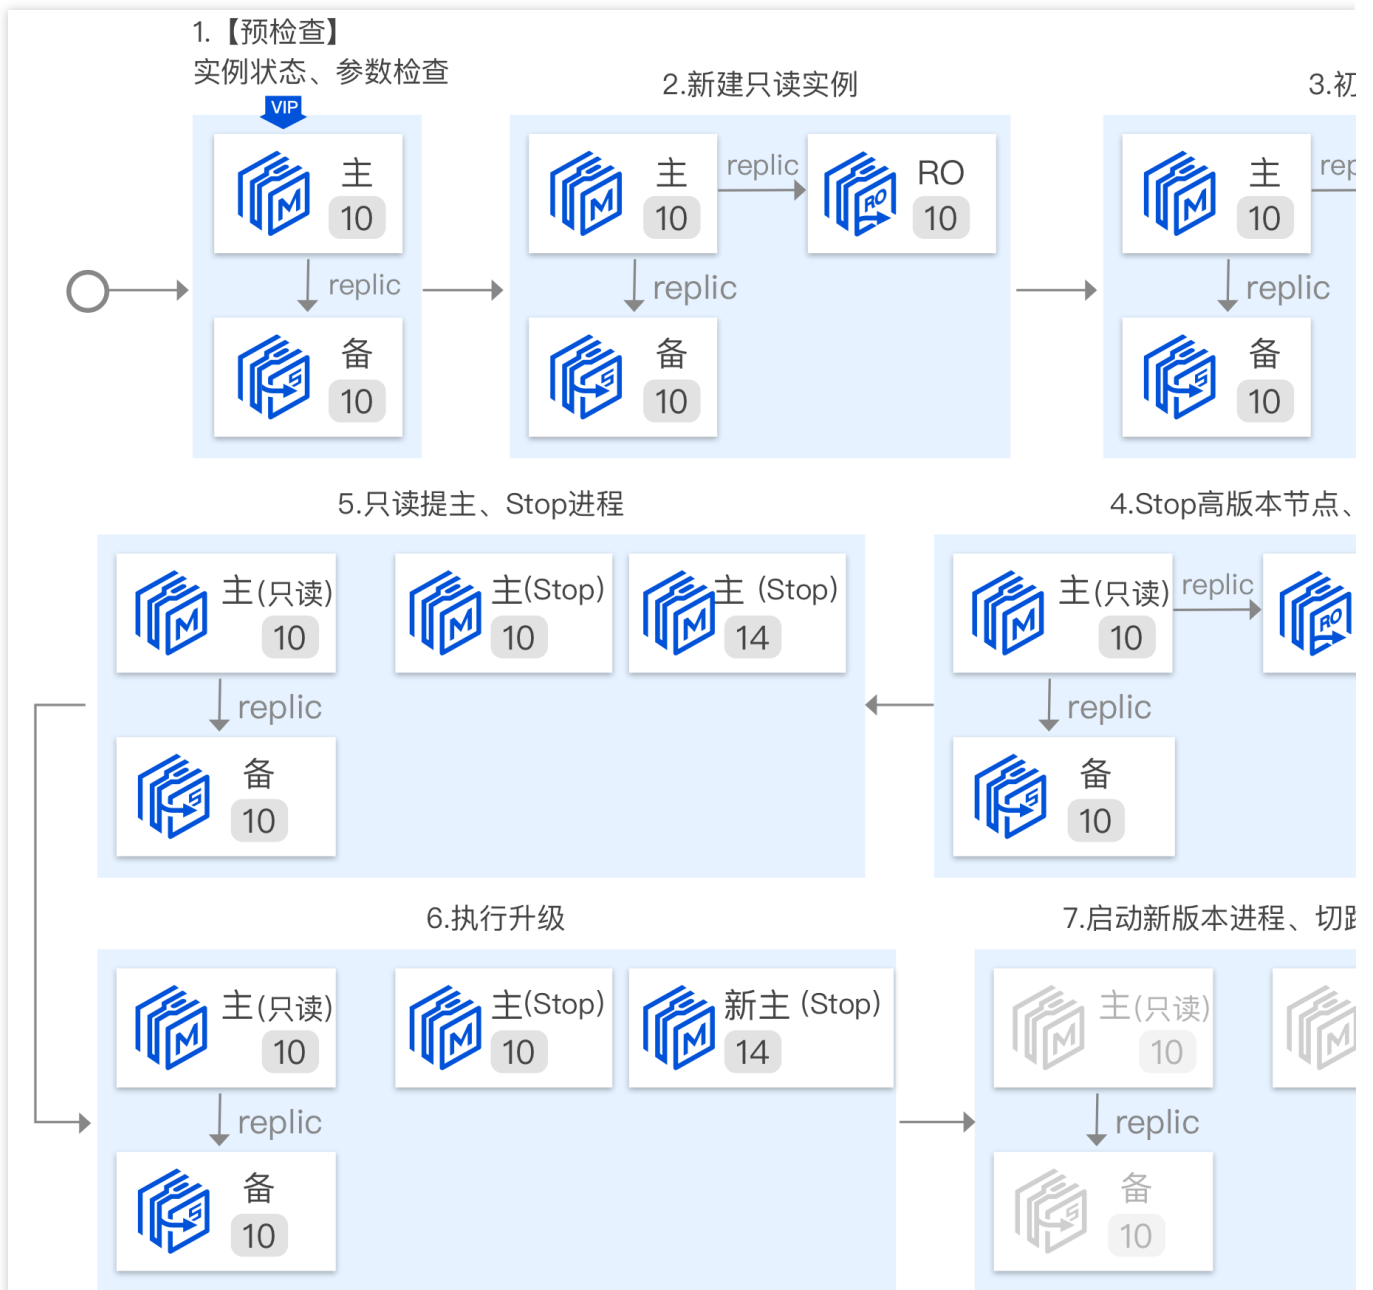 1.【预检查】
实例状态、参数检查
VIP
主
10
replic
备
10
2.新建只读实例
主
10
replic
RO
RO
10
replic
备
10
3.初
主
10
rep
replic
备
10
5.只读提主、Stop进程
主(只读)
10
主(Stop)
10
主 (Stop)
14
replic
备
10
4.Stop高版本节点、
主(只读)
10
replic
RO
replic
备
10
6.执行升级
主(只读)
10
主(Stop)
10
新主 (Stop)
14
replic
备
10
7.启动新版本进程、切
主(只读)
10
replic
备
10